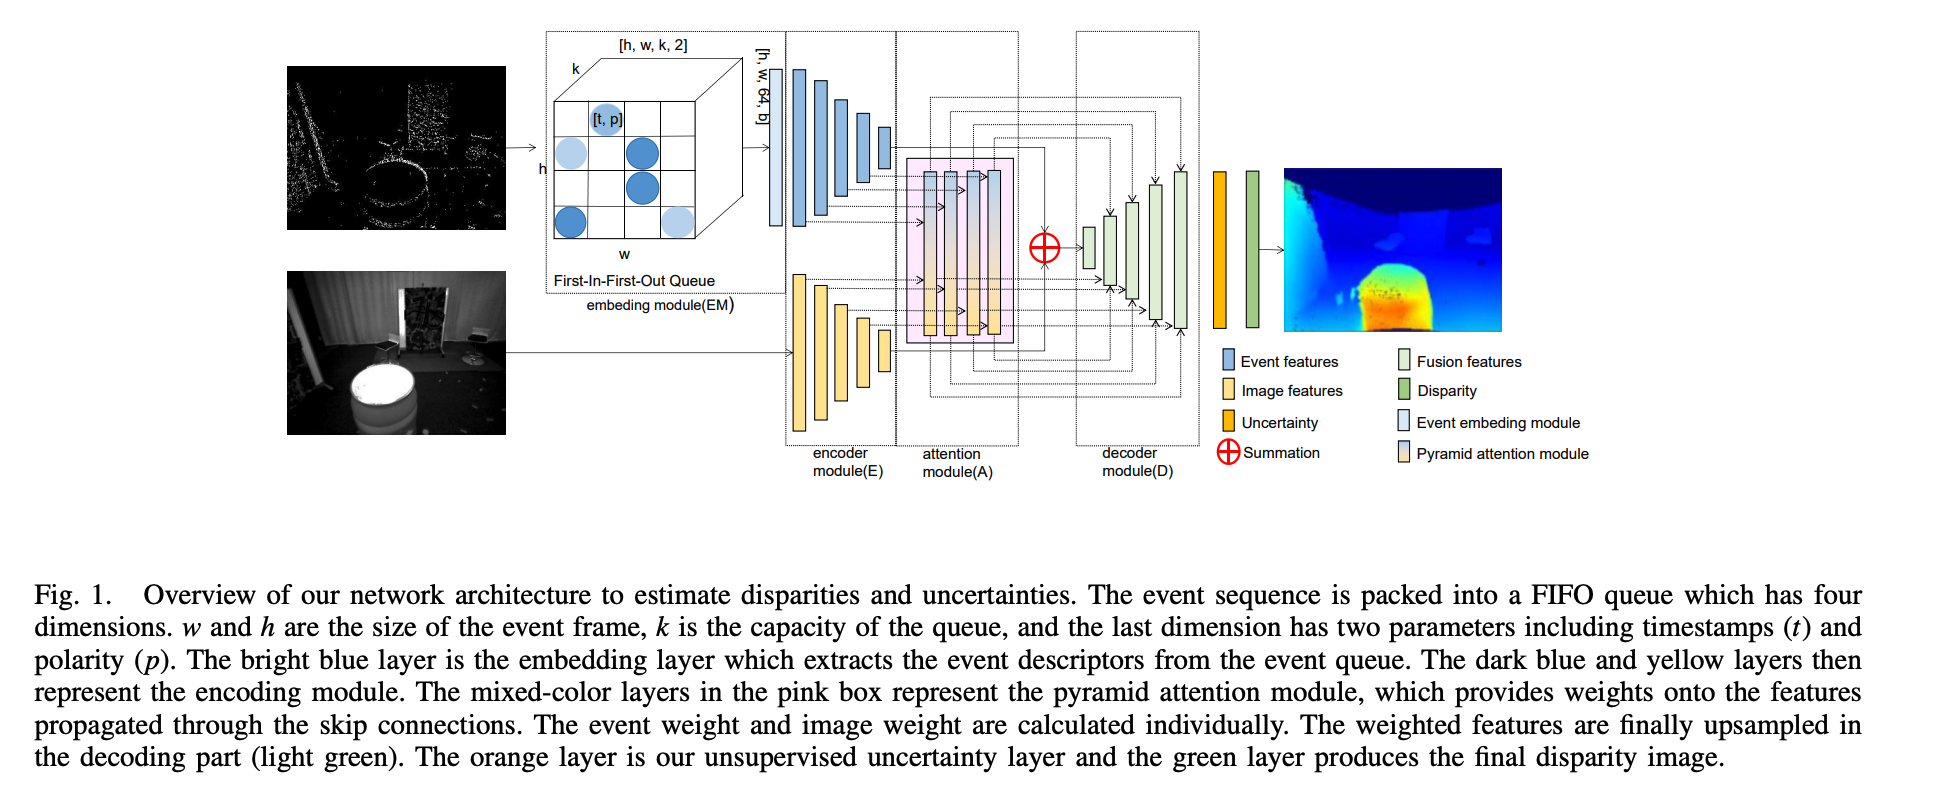 [h, w, k, 2]
k
[t, p]
h
w
First-In-First-Out Queue
embeding module(EM)
[h, w, 64, b]
encoder
module(E)
attention
module(A)
decoder
module(D)
Event features
Image features
Uncertainty
Summation
Fusion features
Disparity
Event embeding module
Pyramid attention module
Fig. 1. Overview of our network architecture to estimate disparities and uncertainties. The event sequence is packed into a FIFO queue which has four
dimensions. w and h are the size of the event frame, k is the capacity of the queue, and the last dimension has two parameters including timestamps (t) and
polarity (p). The bright blue layer is the embedding layer which extracts the event descriptors from the event queue. The dark blue and yellow layers then
represent the encoding module. The mixed-color layers in the pink box represent the pyramid attention module, which provides weights onto the features
propagated through the skip connections. The event weight and image weight are calculated individually. The weighted features are finally upsampled in
the decoding part (light green). The orange layer is our unsupervised uncertainty layer and the green layer produces the final disparity image.